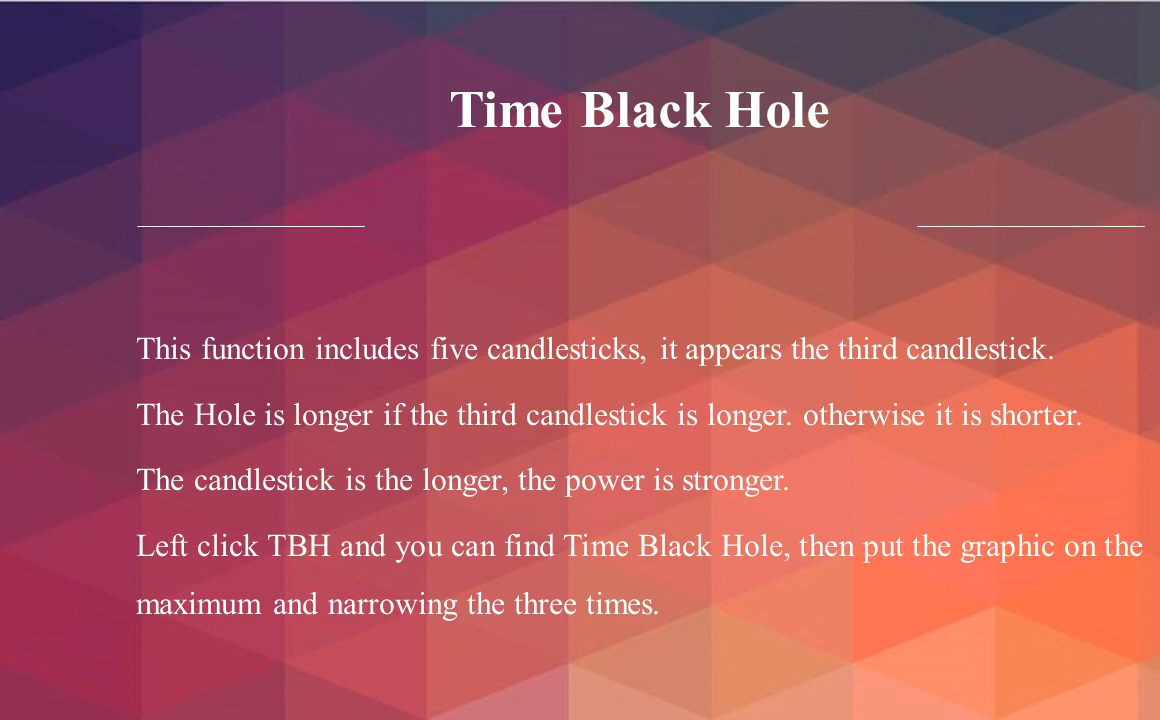 Time Black Hole
This function includes five candlesticks, it appears the third candlestick.
The Hole is longer if the third candlestick is longer. otherwise it is shorter.
The candlestick is the longer, the power is stronger.
Left click TBH and you can find Time Black Hole, then put the graphic on the
maximum and narrowing the three times.